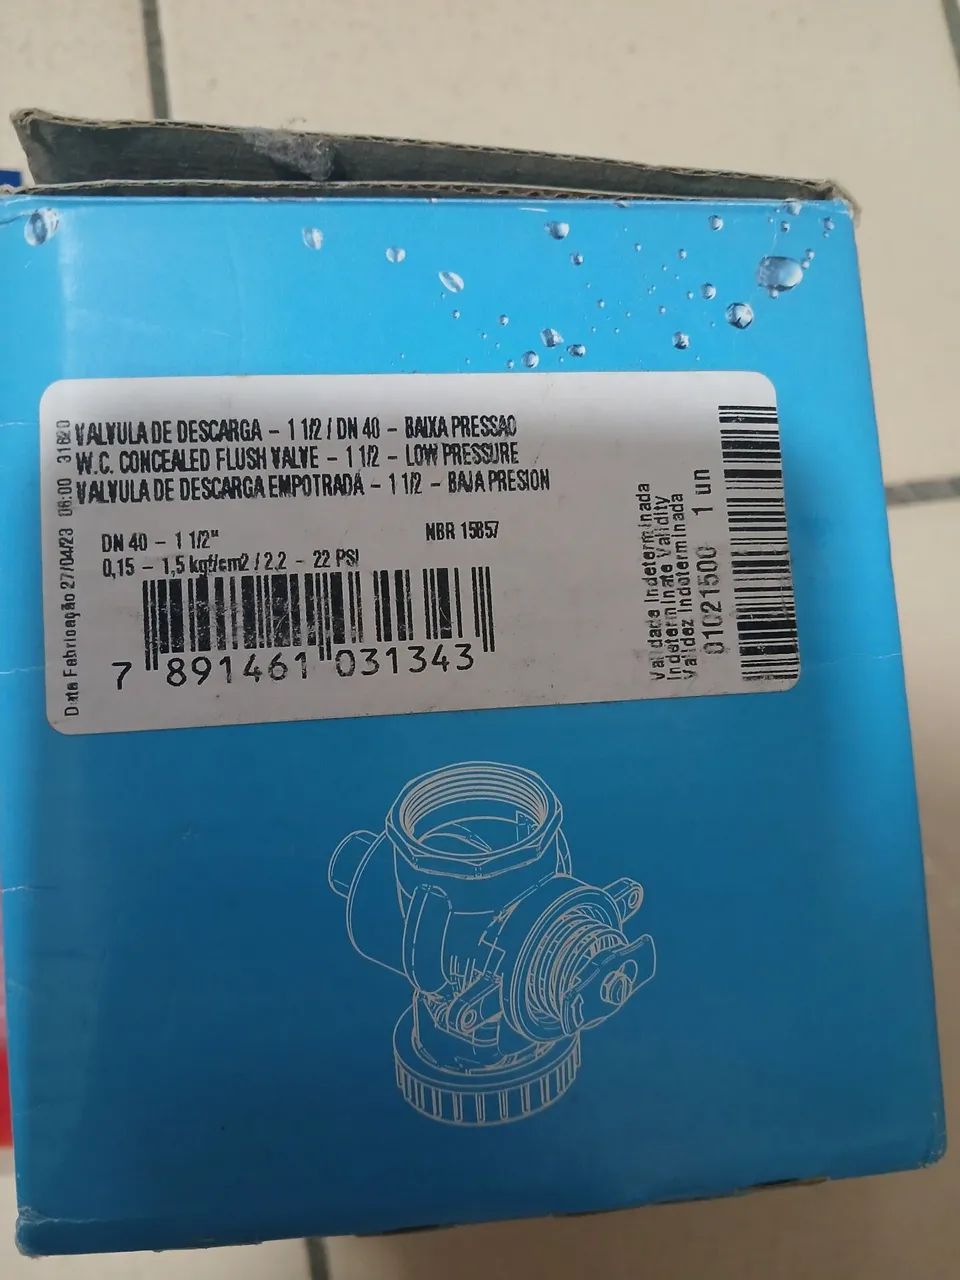 VALVULA DE DESCARGA - 1 1/2 / DN 40 - BAIXA PRESSAO
W.C. CONCEALED FLUSH VALVE - 1 1/2 - LOW PRESSURE
VALVULA DE DESCARGA EMPOTRADA - 1 1/2 - BAJA PRESION
DN 40 - 1 1/2"
NBR 15857
0,15 - 1,5 kgf/cm2 / 2,2 - 22 PSI
7 891461 031343
Data Fabricação 27/04/23 06:00 31620
Validade Indeterminada
Indeterminate Validity
Validez Indeterminada
01021500 1 un